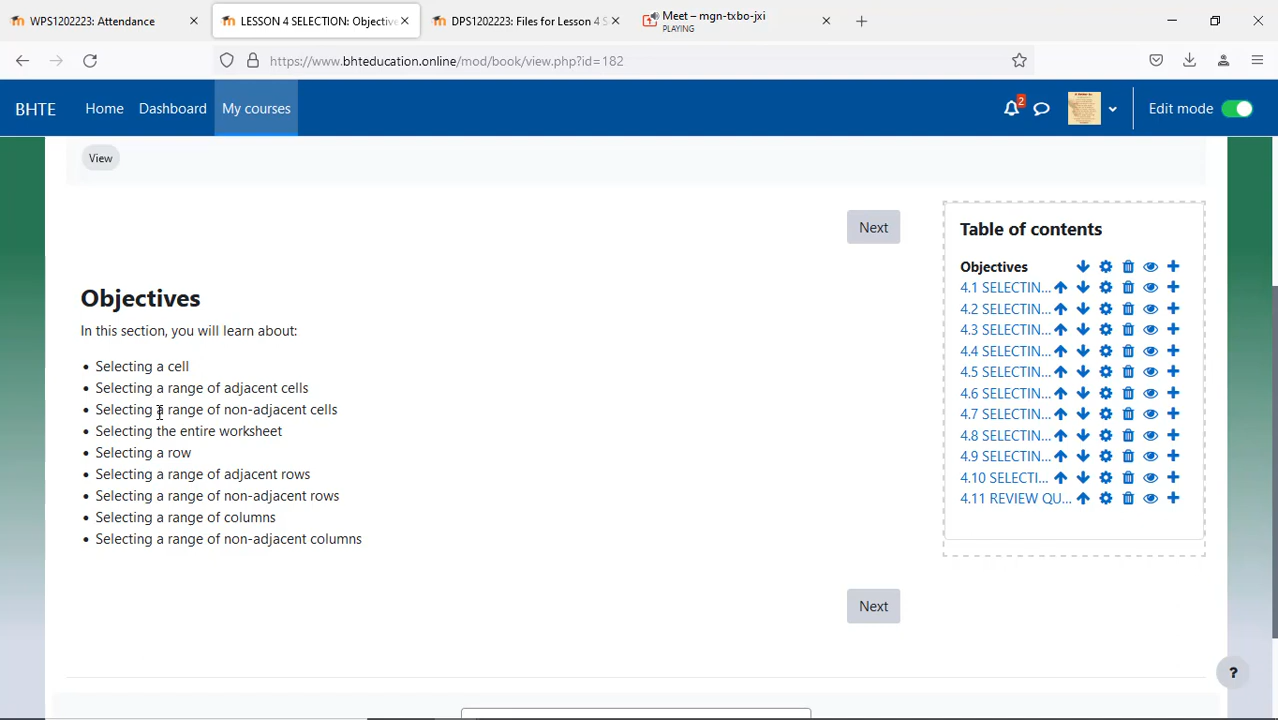 WPS1202223: Attendance
LESSON 4 SELECTION: Objective
DPS1202223: Files for Lesson 4 S
Meet – mgn-txbo-jxi
PLAYING
https://www.bhteducation.online/mod/book/view.php?id=182
BHTE
Home
Dashboard
My courses
2
Edit mode
View
Next
Table of contents
Objectives
4.1 SELECTIN...
4.2 SELECTIN...
4.3 SELECTIN...
4.4 SELECTIN...
4.5 SELECTIN...
4.6 SELECTIN...
4.7 SELECTIN...
4.8 SELECTIN...
4.9 SELECTIN...
4.10 SELECTI...
4.11 REVIEW QU...
Objectives
In this section, you will learn about:
• Selecting a cell
• Selecting a range of adjacent cells
• Selecting a range of non-adjacent cells
• Selecting the entire worksheet
• Selecting a row
• Selecting a range of adjacent rows
• Selecting a range of non-adjacent rows
• Selecting a range of columns
• Selecting a range of non-adjacent columns
Next
?